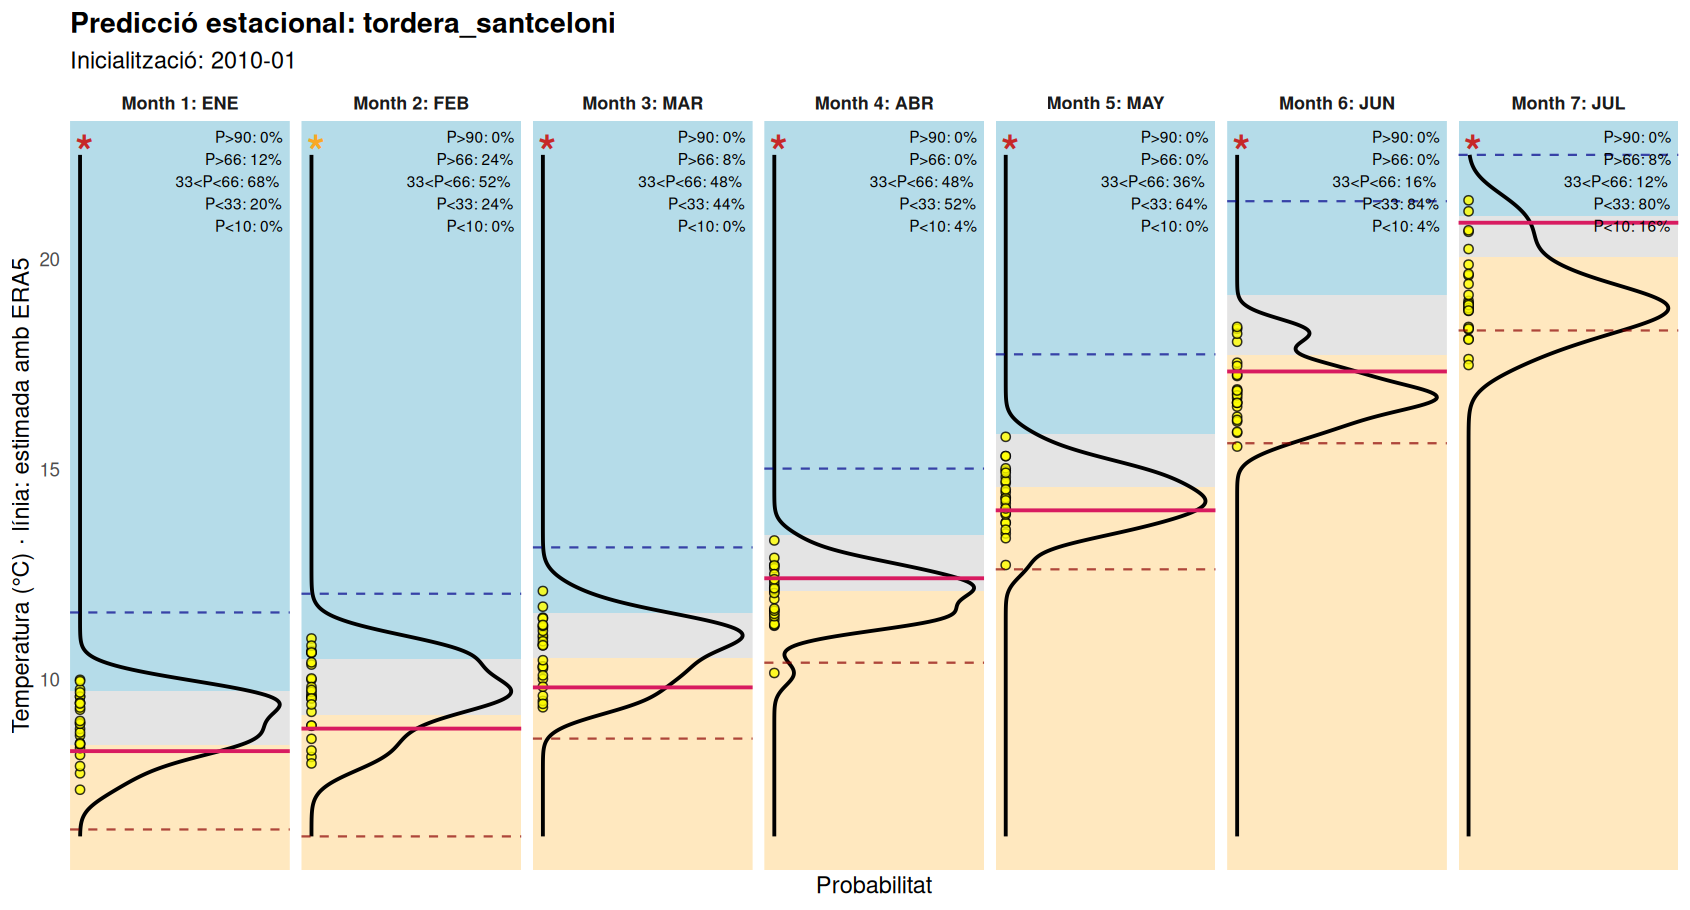 Predicció estacional: tordera_santceloni
Inicialització: 2010-01
Month 1: ENE
Month 2: FEB
Month 3: MAR
Month 4: ABR
Month 5: MAY
Month 6: JUN
Month 7: JUL
*
P>90: 0%
P>66: 12%
33<P<66: 68%
P<33: 20%
P<10: 0%
*
P>90: 0%
P>66: 24%
33<P<66: 52%
P<33: 24%
P<10: 0%
*
P>90: 0%
P>66: 8%
33<P<66: 48%
P<33: 44%
P<10: 0%
*
P>90: 0%
P>66: 0%
33<P<66: 48%
P<33: 52%
P<10: 4%
*
P>90: 0%
P>66: 0%
33<P<66: 36%
P<33: 64%
P<10: 0%
*
P>90: 0%
P>66: 0%
33<P<66: 16%
P<33: 84%
P<10: 4%
*
P>90: 0%
P>66: 8%
33<P<66: 12%
P<33: 80%
P<10: 16%
Temperatura (°C) · línia: estimada amb ERA5
20
15
10
Probabilitat